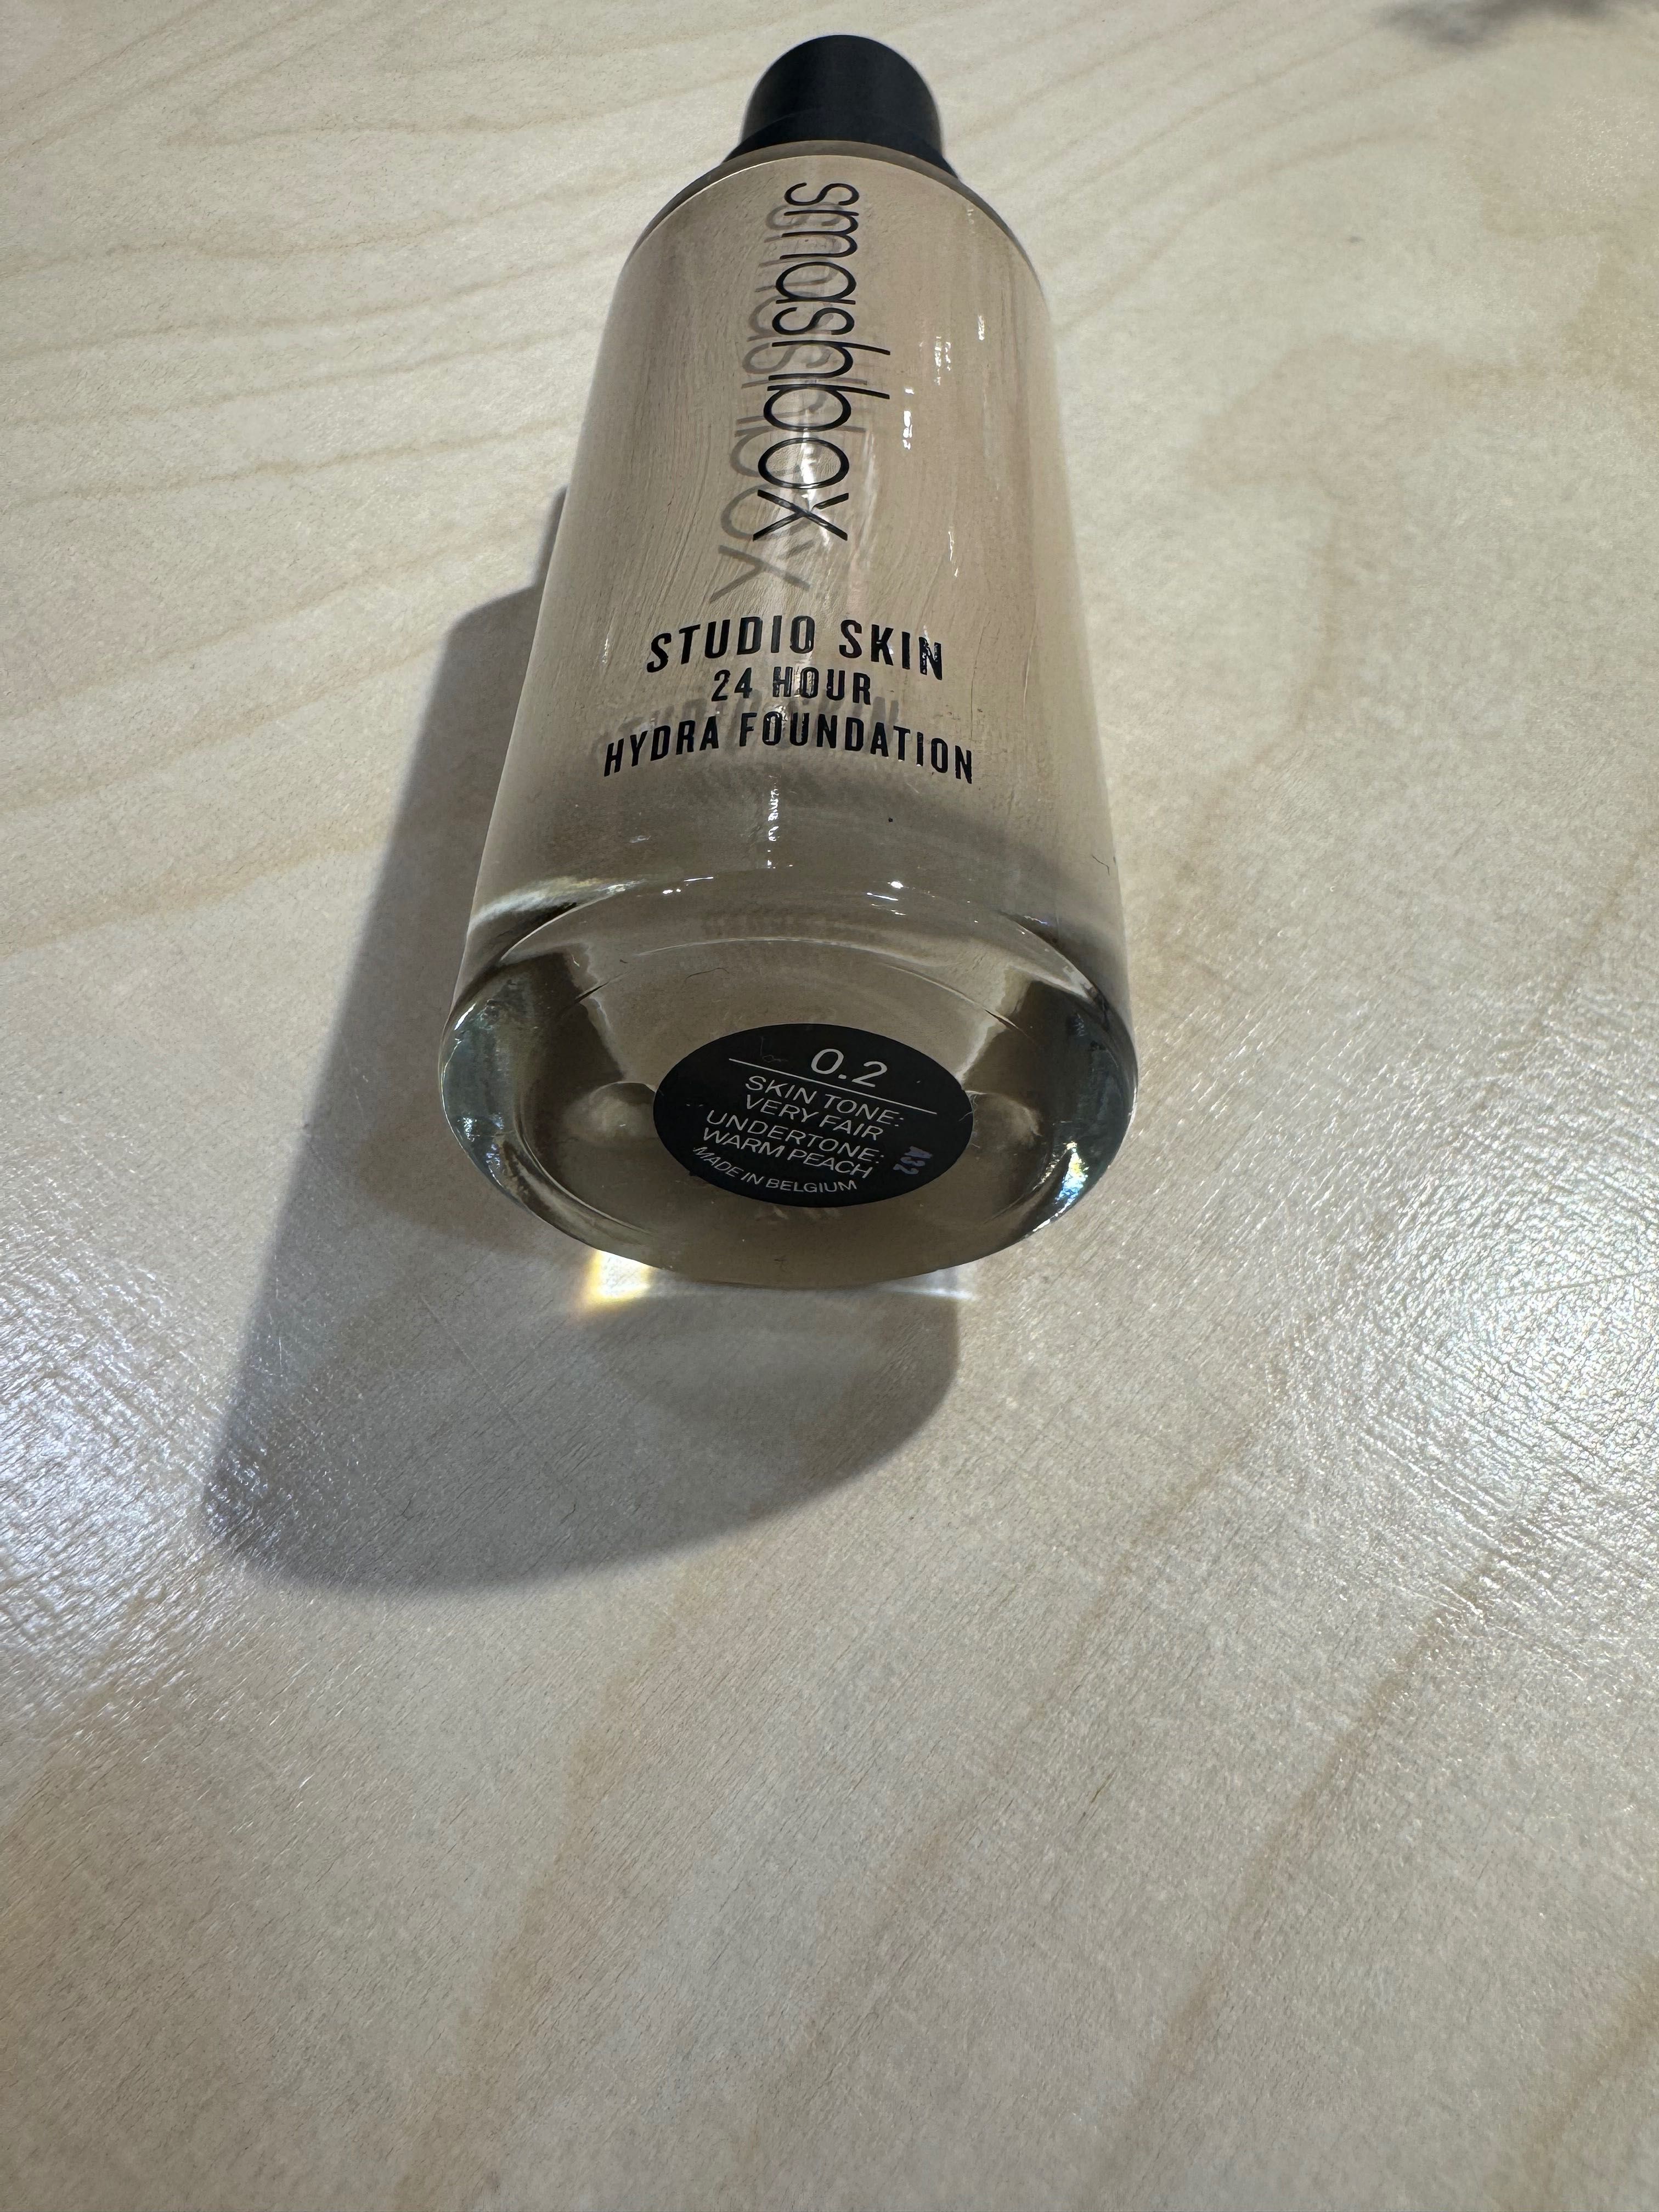 smashbox
STUDIO SKIN
24 HOUR
HYDRA FOUNDATION
0.2
SKIN TONE:
VERY FAIR
UNDERTONE:
WARM PEACH
MADE IN BELGIUM
A32